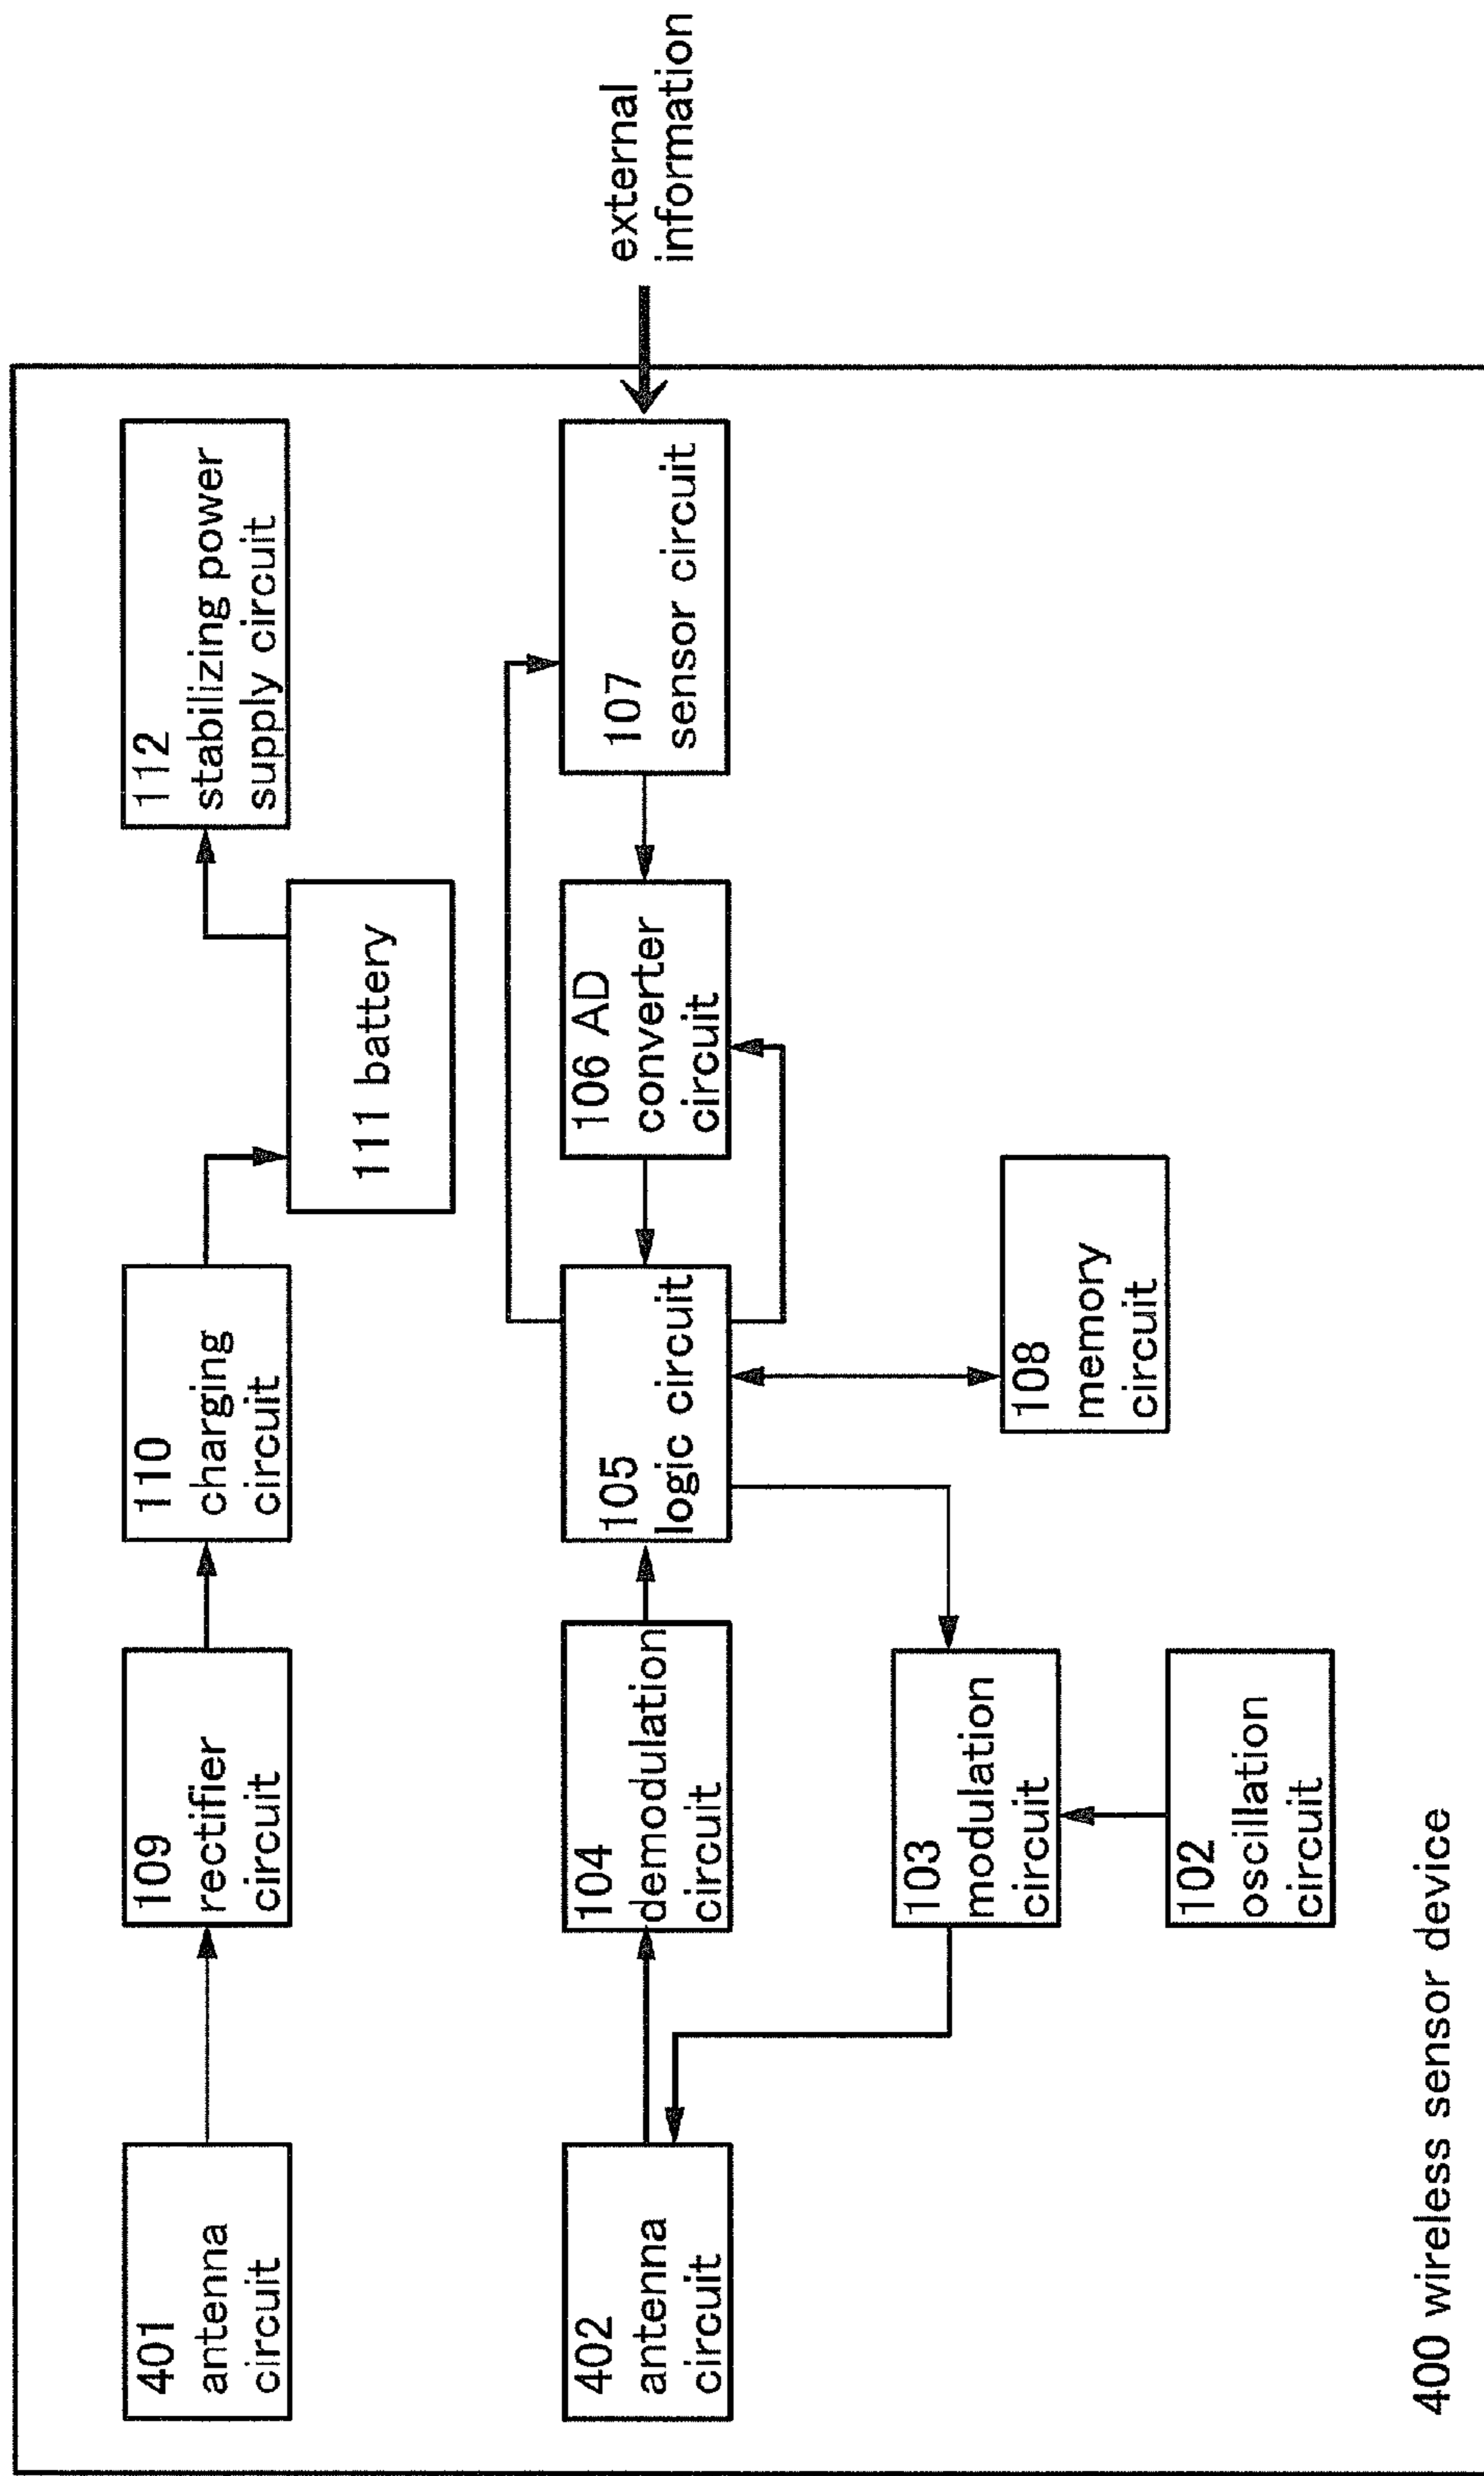 401
antenna
circuit
109
rectifier
circuit
110
charging
circuit
111 battery
112
stabilizing power
supply circuit
402
antenna
circuit
104
demodulation
circuit
105
logic circuit
106 AD
converter
circuit
107
sensor circuit
external
information
103
modulation
circuit
108
memory
circuit
102
oscillation
circuit
400 wireless sensor device